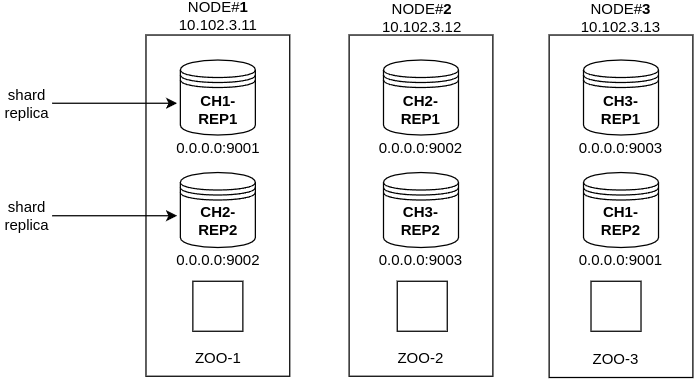 NODE#1
10.102.3.11
NODE#2
10.102.3.12
NODE#3
10.102.3.13
shard
replica
CH1-
REP1
0.0.0.0:9001
CH2-
REP1
0.0.0.0:9002
CH3-
REP1
0.0.0.0:9003
shard
replica
CH2-
REP2
0.0.0.0:9002
CH3-
REP2
0.0.0.0:9003
CH1-
REP2
0.0.0.0:9001
ZOO-1
ZOO-2
ZOO-3